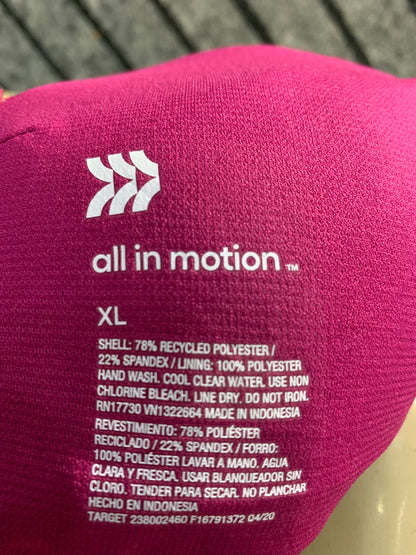 all in motion™
XL
SHELL: 78% RECYCLED POLYESTER /
22% SPANDEX / LINING: 100% POLYESTER
HAND WASH. COOL CLEAR WATER. USE NON
CHLORINE BLEACH. LINE DRY. DO NOT IRON.
RN17730 VN1322664 MADE IN INDONESIA
REVESTIMIENTO: 78% POLIÉSTER
RECICLADO / 22% SPANDEX / FORRO:
100% POLIÉSTER LAVAR A MANO. AGUA
CLARA Y FRESCA. USAR BLANQUEADOR SIN
CLORO. TENDER PARA SECAR. NO PLANCHAR
HECHO EN INDONESIA
TARGET 238002460 F16791372 04/20